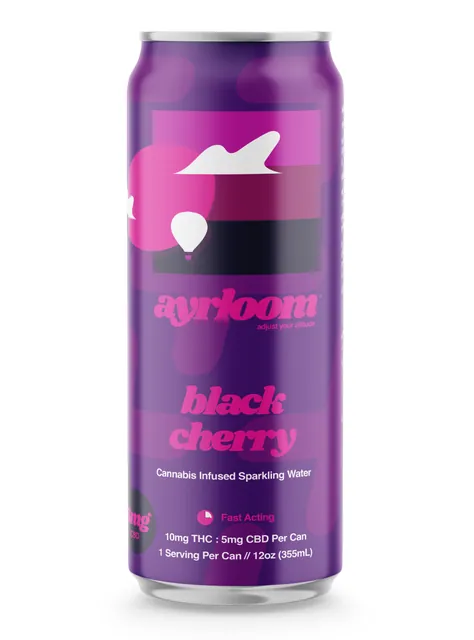 ayrloom
adjust your altitude
black
cherry
Cannabis Infused Sparkling Water
Fast Acting
10mg THC : 5mg CBD Per Can
1 Serving Per Can // 12oz (355mL)